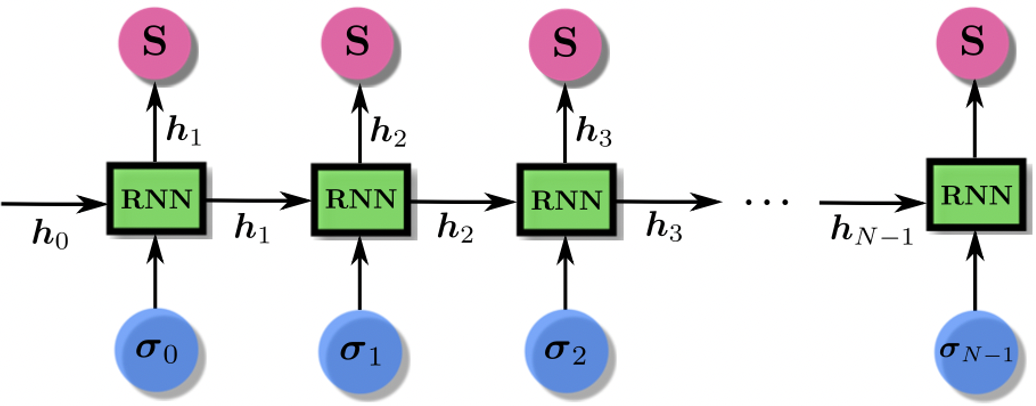 S S S S
h₁ h₂ h₃
RNN RNN RNN ... RNN
h₀ h₁ h₂ h₃ hN−1
σ₀ σ₁ σ₂ σN−1